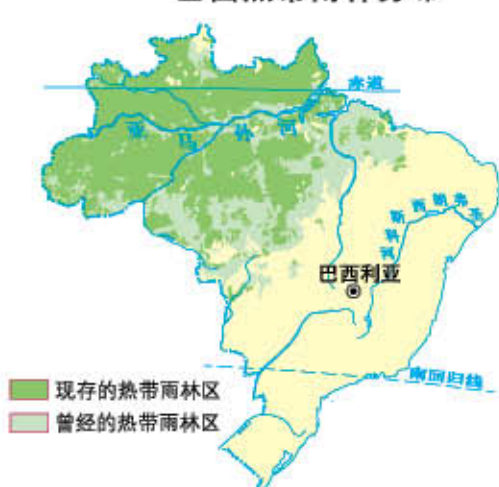 赤道
亚马孙河
圣弗朗西斯科河
巴西利亚
南回归线
现存的热带雨林区
曾经的热带雨林区